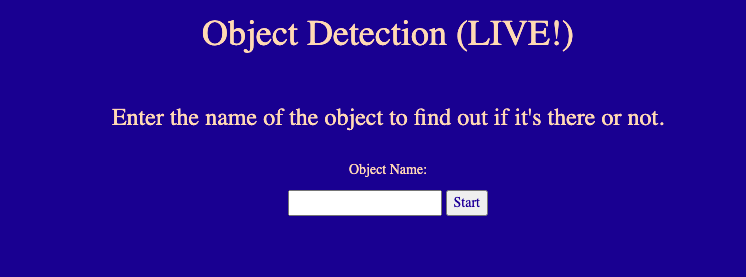 Object Detection (LIVE!)
Enter the name of the object to find out if it's there or not.
Object Name:
Start